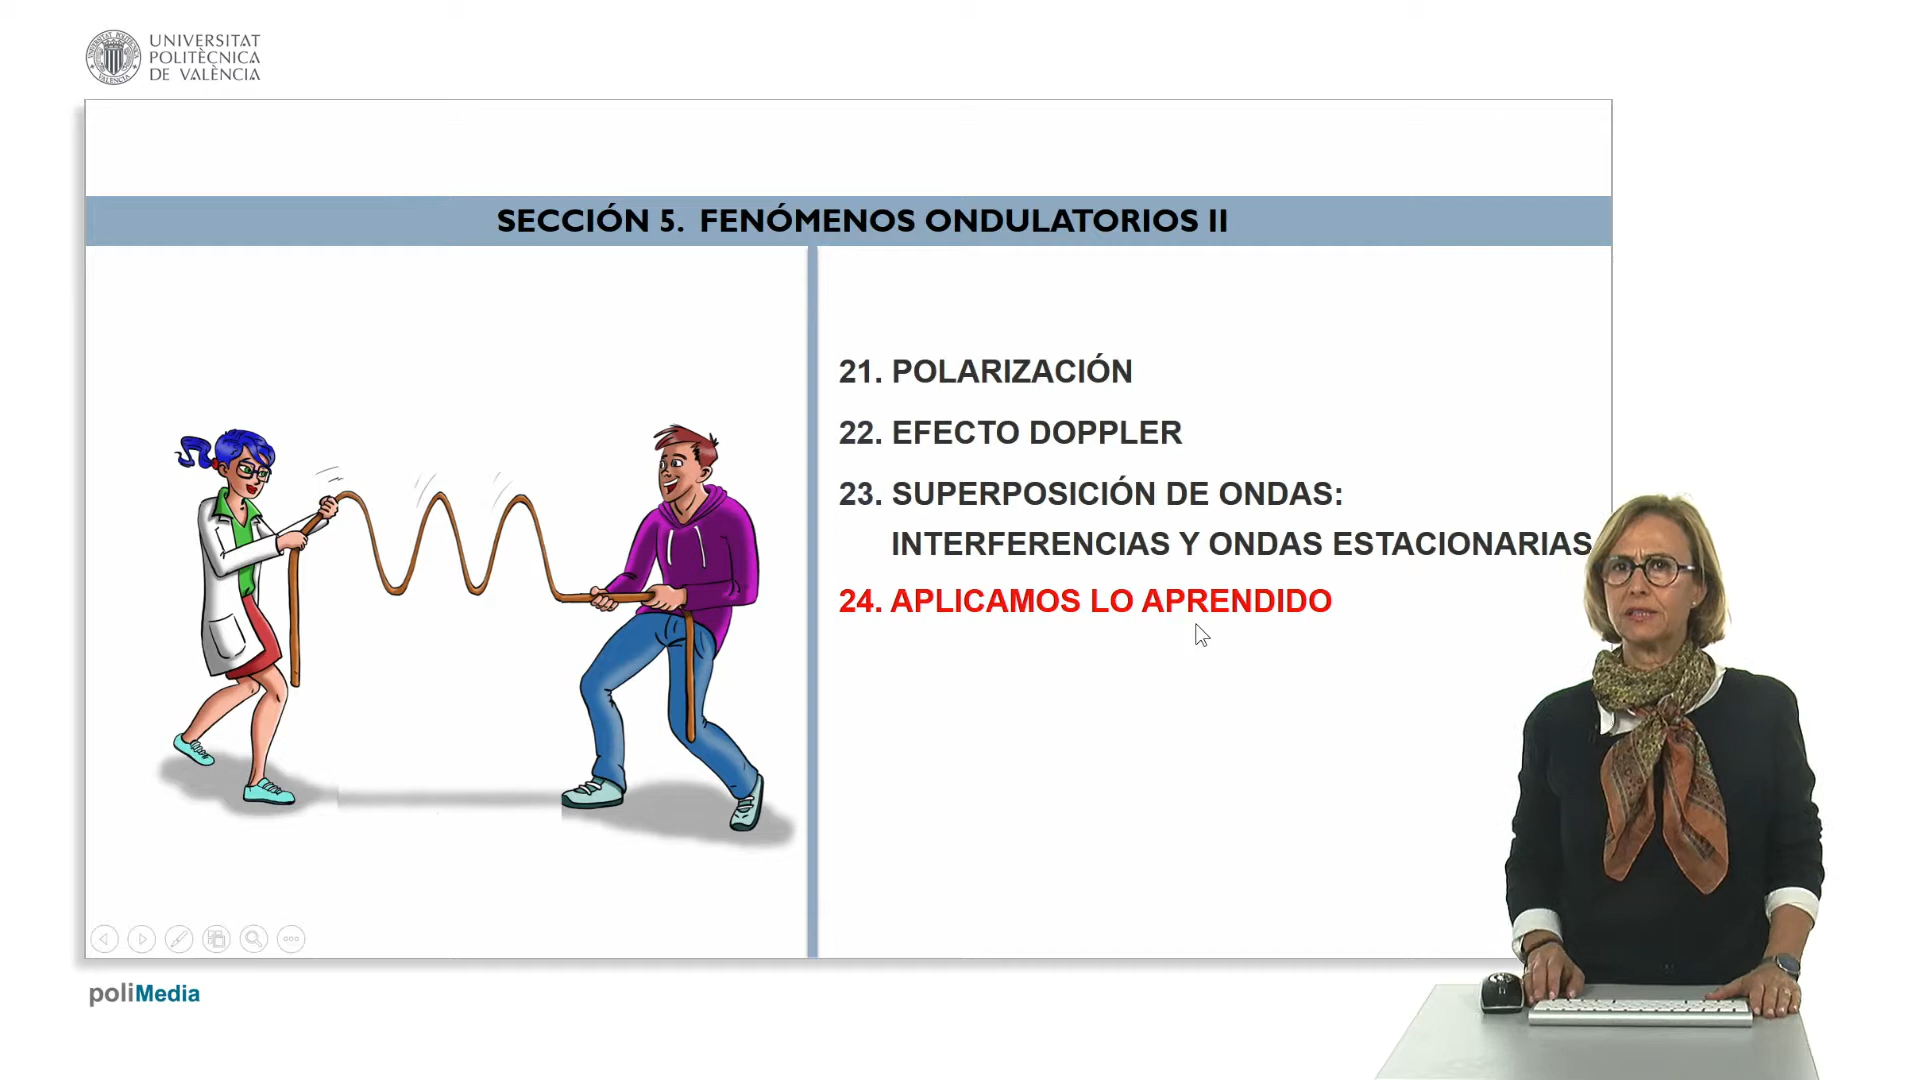 UNIVERSITAT
POLITÈCNICA
DE VALÈNCIA
SECCIÓN 5. FENÓMENOS ONDULATORIOS II
21. POLARIZACIÓN
22. EFECTO DOPPLER
23. SUPERPOSICIÓN DE ONDAS:
INTERFERENCIAS Y ONDAS ESTACIONARIAS
24. APLICAMOS LO APRENDIDO
poliMedia